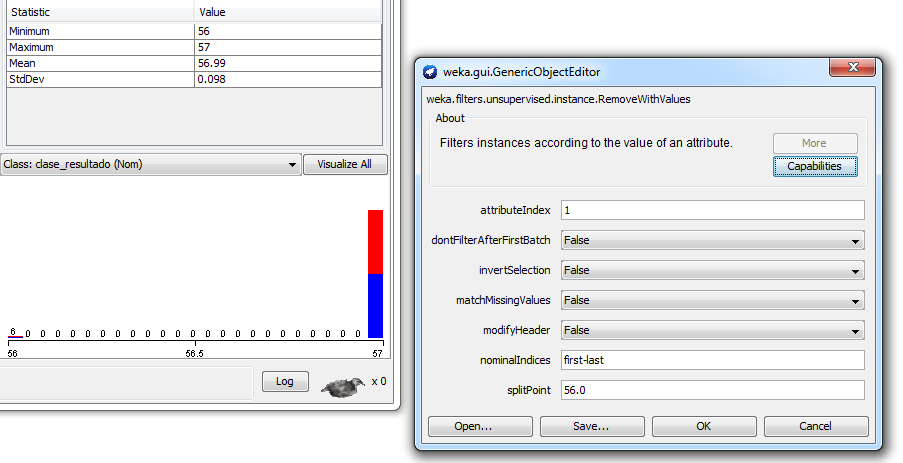 Statistic Value
Minimum 56
Maximum 57
Mean 56.99
StdDev 0.098
Class: clase_resultado (Nom) Visualize All
6 0 0 0 0 0 0 0 0 0 0 0 0 0 0 0 0 0 0 0 0 0
56 56.5 57
Log x 0
weka.gui.GenericObjectEditor
weka.filters.unsupervised.instance.RemoveWithValues
About
Filters instances according to the value of an attribute. More
Capabilities
attributeIndex 1
dontFilterAfterFirstBatch False
invertSelection False
matchMissingValues False
modifyHeader False
nominalIndices first-last
splitPoint 56.0
Open... Save... OK Cancel